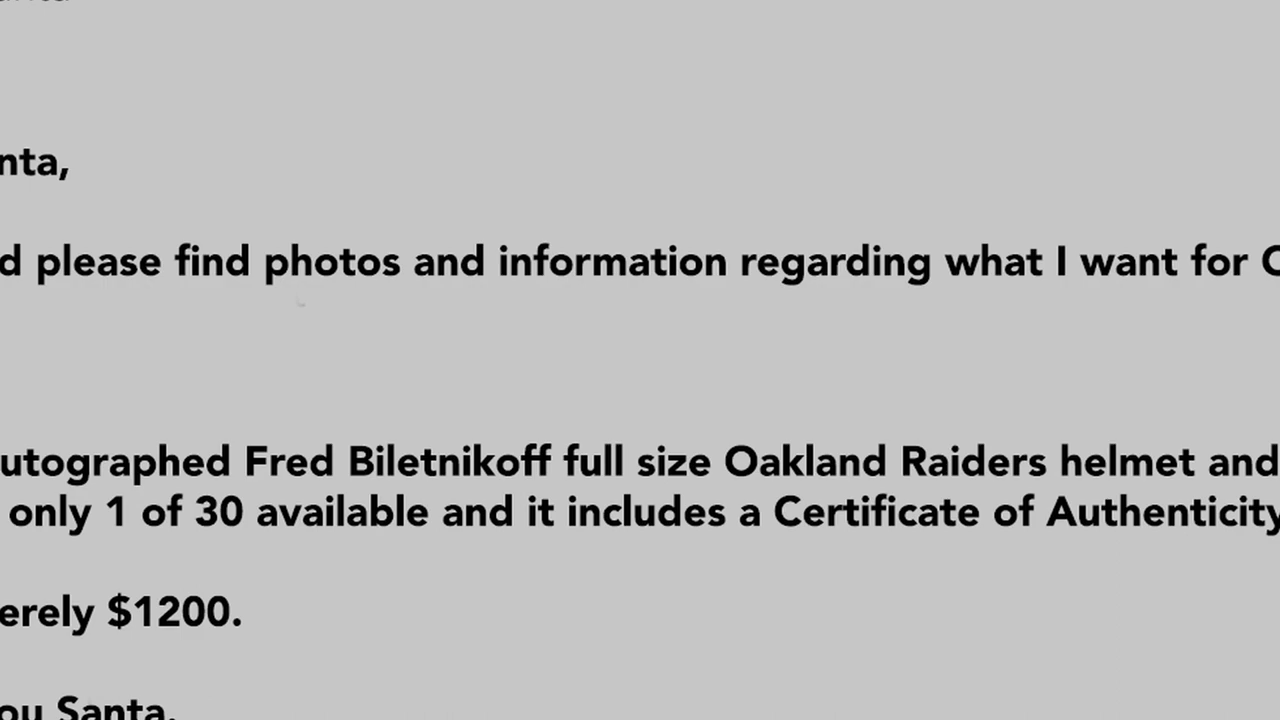 nta,
d please find photos and information regarding what I want for C
utographed Fred Biletnikoff full size Oakland Raiders helmet and
only 1 of 30 available and it includes a Certificate of Authenticity
erely $1200.
ou Santa.